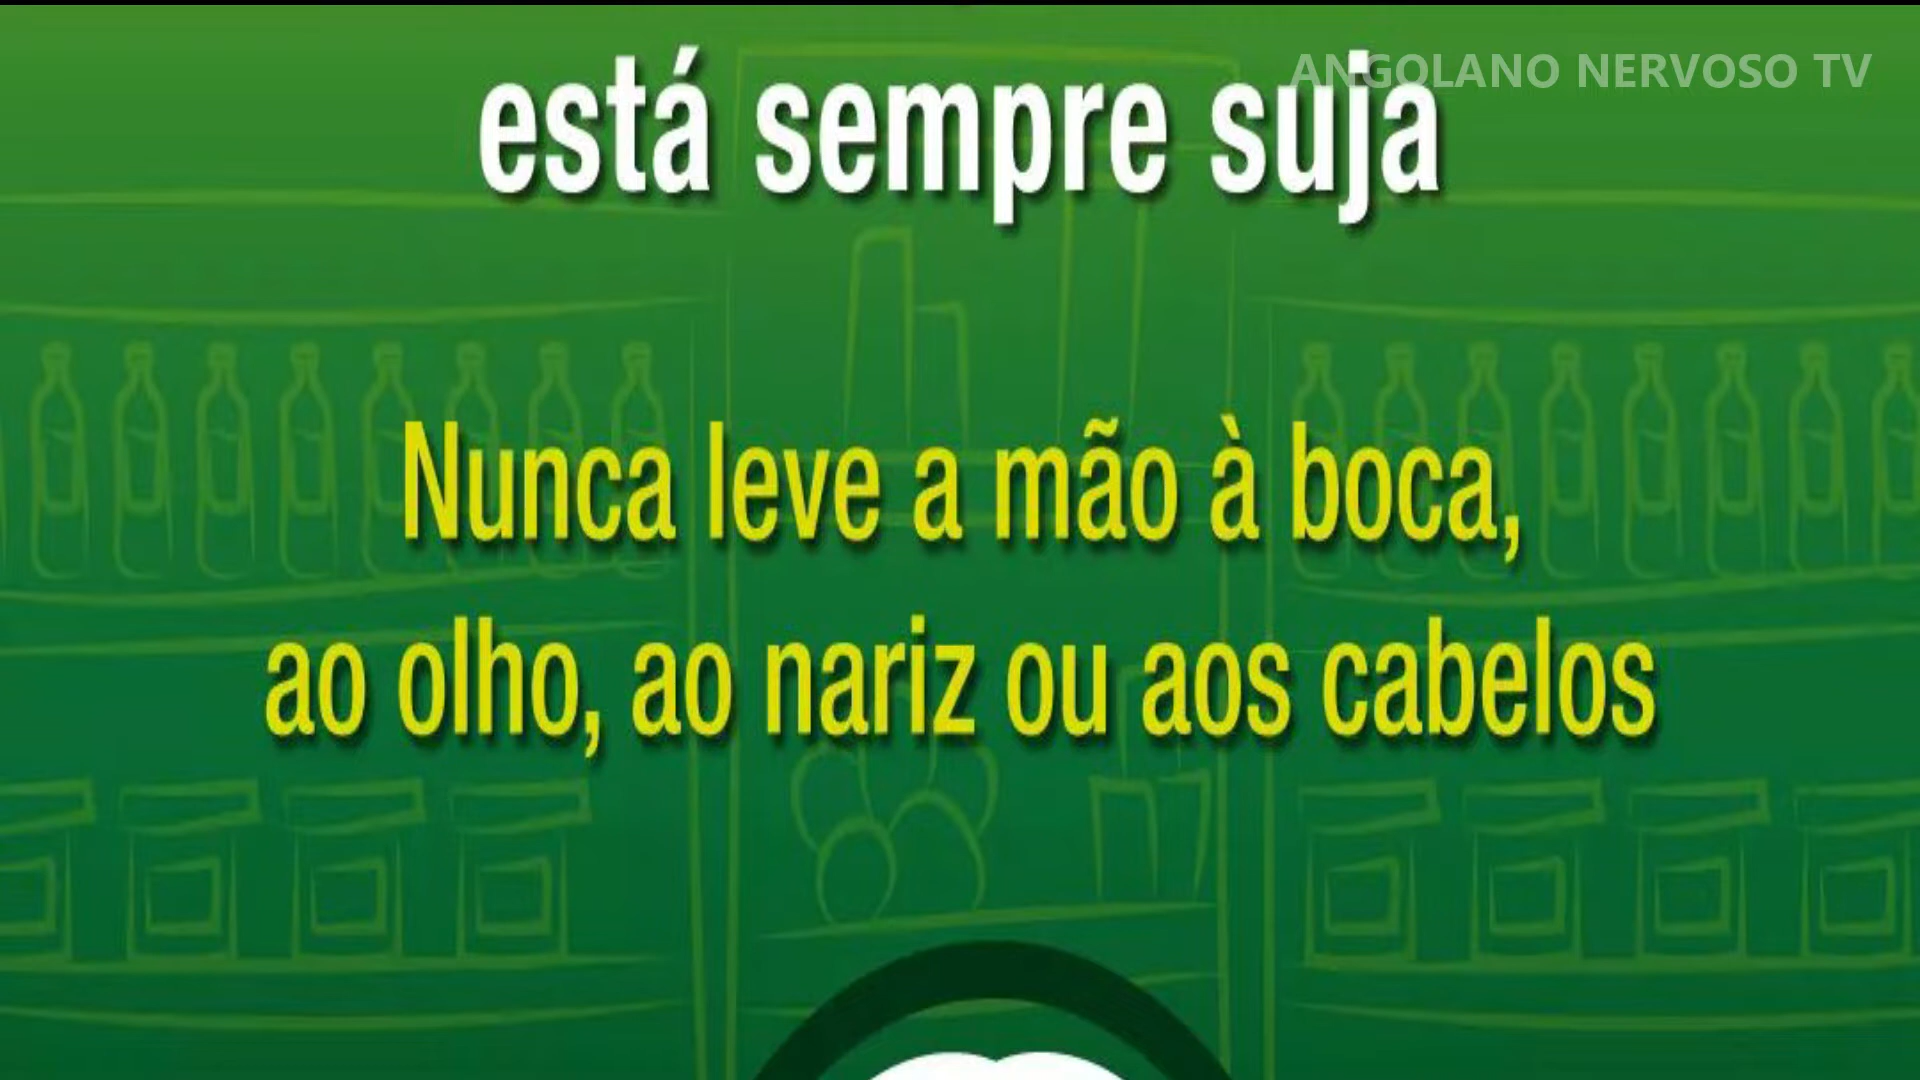 ANGOLANO NERVOSO TV
está sempre suja
Nunca leve a mão à boca,
ao olho, ao nariz ou aos cabelos